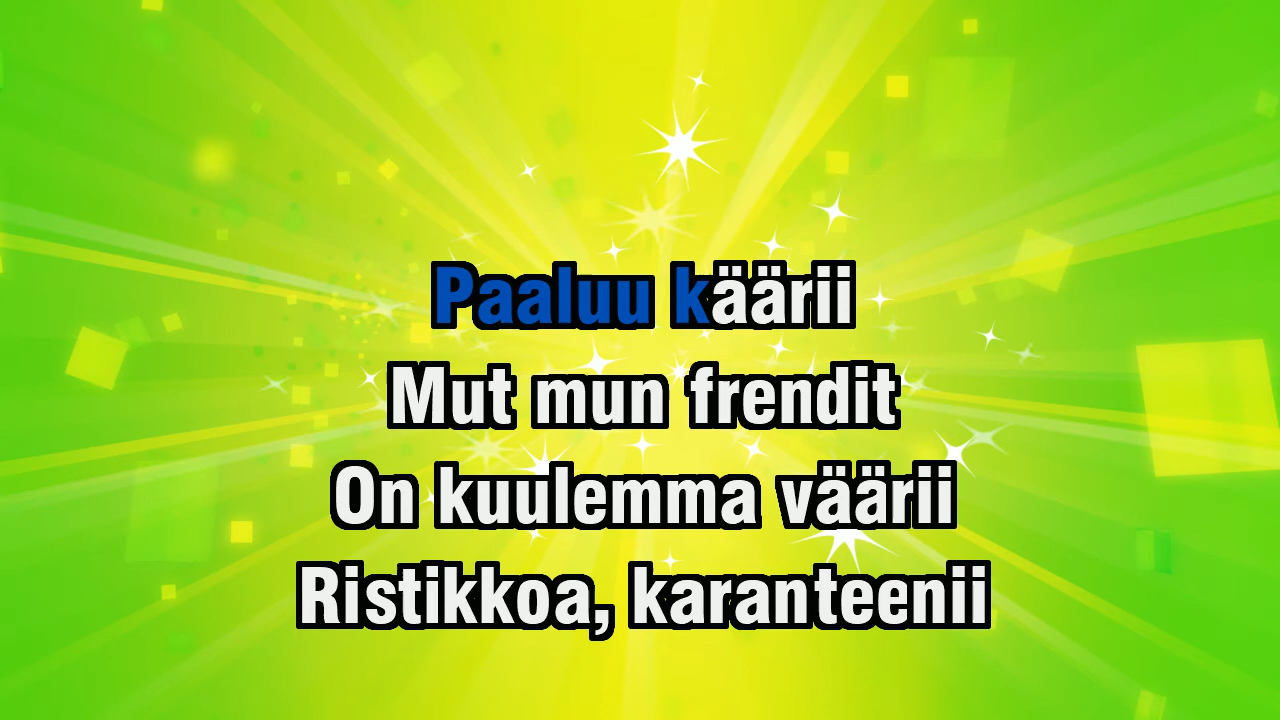 Paaluu käärii
Mut mun frendit
On kuulemma väärii
Ristikkoa, karanteenii